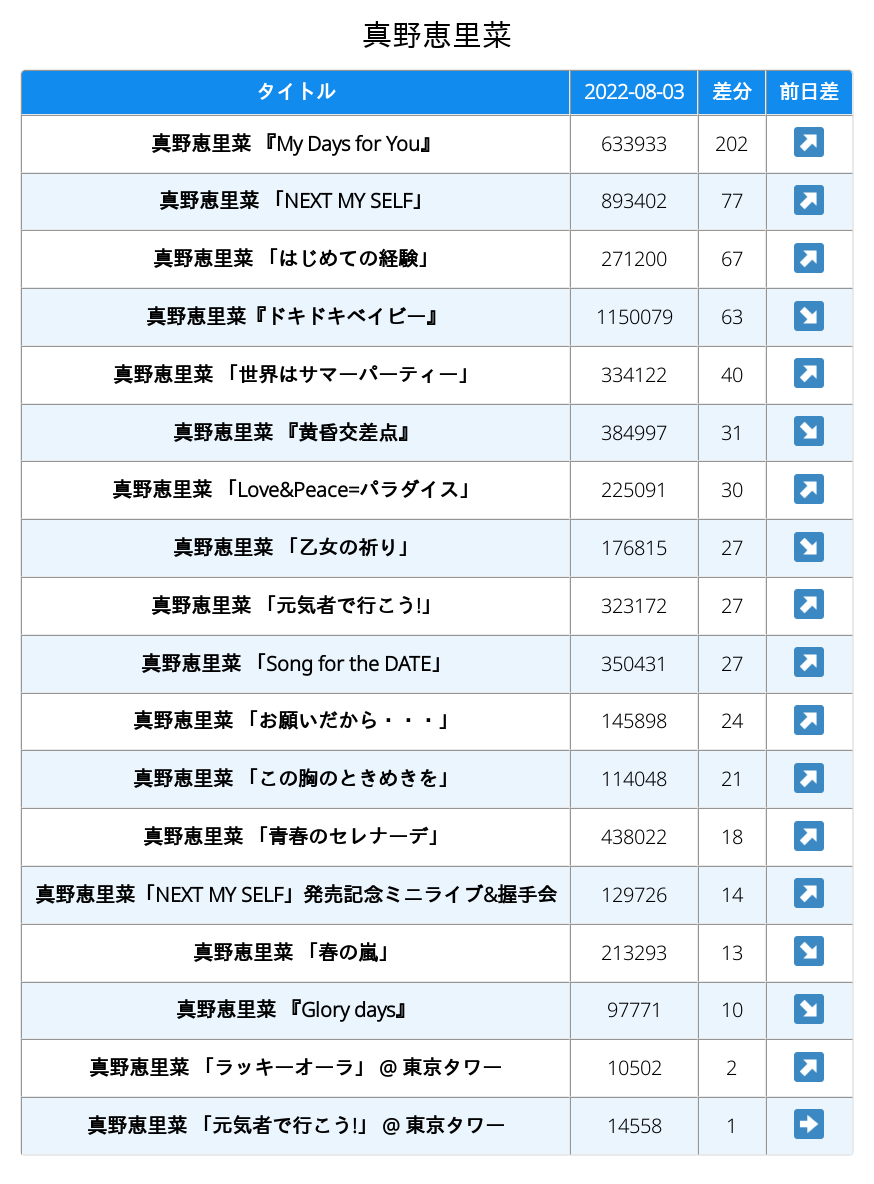 真野恵里菜
タイトル 2022-08-03 差分 前日差
真野恵里菜 『My Days for You』 633933 202 ↗
真野恵里菜 「NEXT MY SELF」 893402 77 ↗
真野恵里菜 「はじめての経験」 271200 67 ↗
真野恵里菜『ドキドキベイビー』 1150079 63 ↘
真野恵里菜 「世界はサマーパーティー」 334122 40 ↗
真野恵里菜 『黄昏交差点』 384997 31 ↘
真野恵里菜 「Love&Peace=パラダイス」 225091 30 ↗
真野恵里菜 「乙女の祈り」 176815 27 ↘
真野恵里菜 「元気者で行こう!」 323172 27 ↗
真野恵里菜 「Song for the DATE」 350431 27 ↗
真野恵里菜 「お願いだから・・・」 145898 24 ↗
真野恵里菜 「この胸のときめきを」 114048 21 ↗
真野恵里菜 「青春のセレナーデ」 438022 18 ↗
真野恵里菜「NEXT MY SELF」発売記念ミニライブ&握手会 129726 14 ↗
真野恵里菜 「春の嵐」 213293 13 ↘
真野恵里菜 『Glory days』 97771 10 ↘
真野恵里菜 「ラッキーオーラ」 @ 東京タワー 10502 2 ↗
真野恵里菜 「元気者で行こう!」 @ 東京タワー 14558 1 ➡